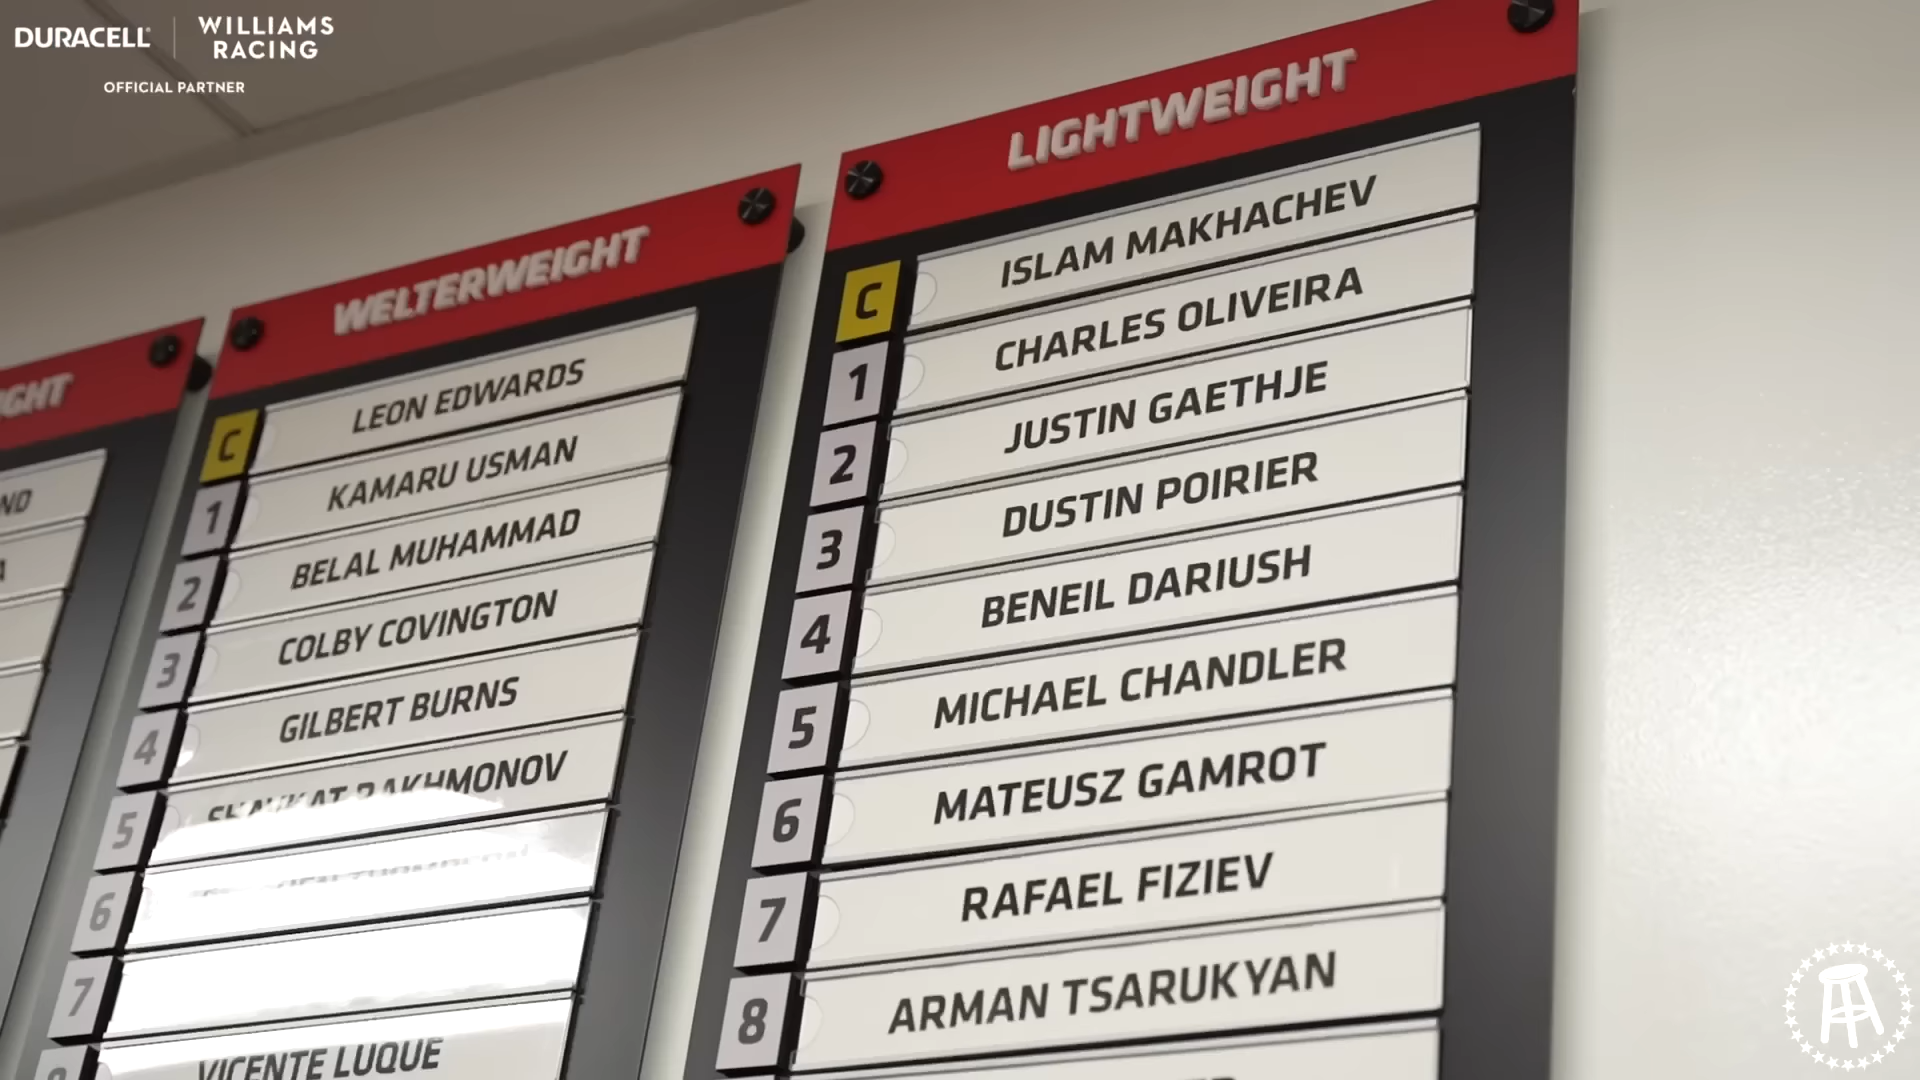 DURACELL
WILLIAMS
RACING
OFFICIAL PARTNER
LIGHTWEIGHT
C ISLAM MAKHACHEV
1 CHARLES OLIVEIRA
2 JUSTIN GAETHJE
3 DUSTIN POIRIER
4 BENEIL DARIUSH
5 MICHAEL CHANDLER
6 MATEUSZ GAMROT
7 RAFAEL FIZIEV
8 ARMAN TSARUKYAN
WELTERWEIGHT
C LEON EDWARDS
1 KAMARU USMAN
2 BELAL MUHAMMAD
3 COLBY COVINGTON
4 GILBERT BURNS
5 SHAVKAT RAKHMONOV
6
7
VICENTE LUQUE